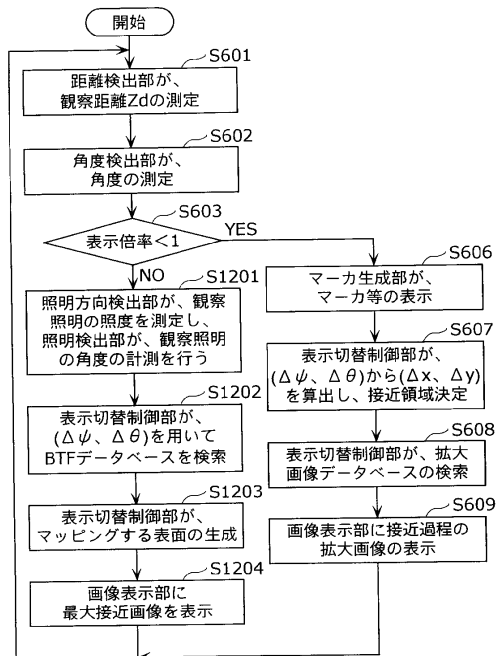 開始
S601
距離検出部が、
観察距離Zdの測定
S602
角度検出部が、
角度の測定
S603
表示倍率<1
YES
NO
S1201
照明方向検出部が、観察
照明の照度を測定し、
照明検出部が、観察照明
の角度の計測を行う
S1202
表示切替制御部が、
(Δψ、Δθ)を用いて
BTFデータベースを検索
S1203
表示切替制御部が、
マッピングする表面の生成
S1204
画像表示部に
最大接近画像を表示
S606
マーカ生成部が、
マーカ等の表示
S607
表示切替制御部が、
(Δψ、Δθ)から(Δx、Δy)
を算出し、接近領域決定
S608
表示切替制御部が、拡大
画像データベースの検索
S609
画像表示部に接近過程の
拡大画像の表示